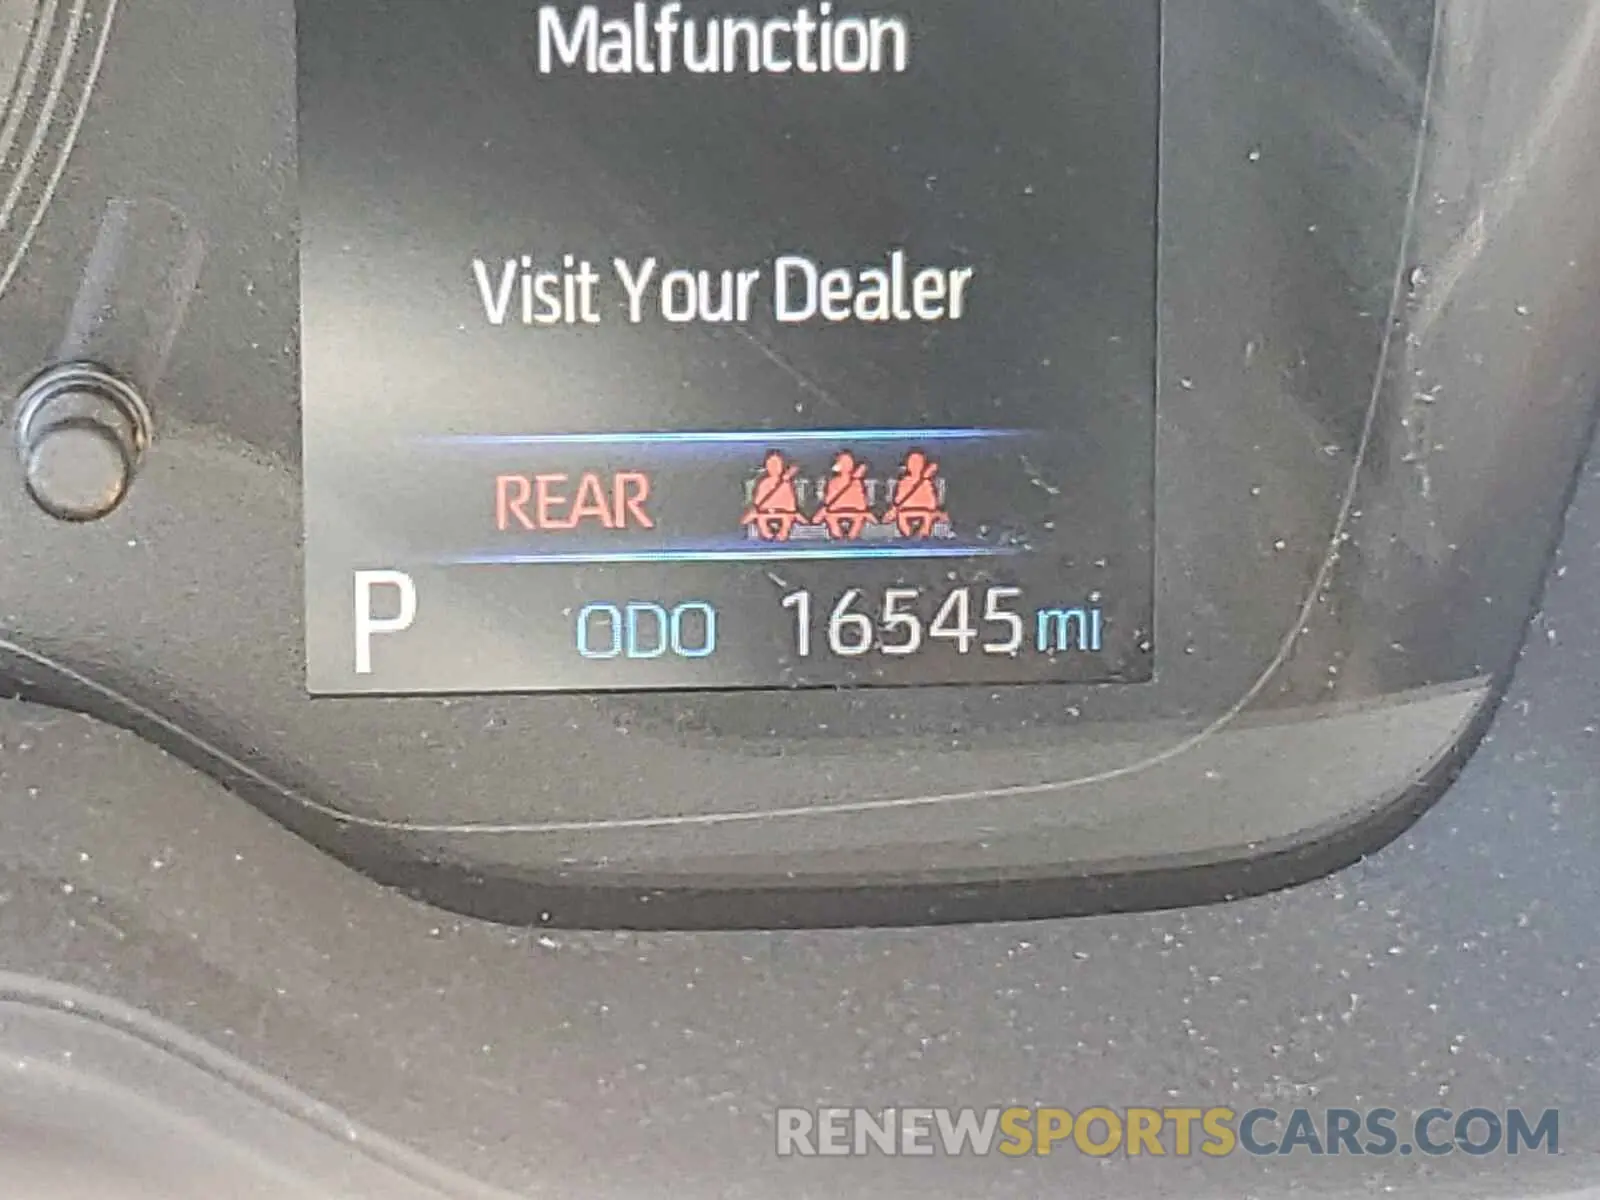 Malfunction
Visit Your Dealer
REAR
P ODO 16545 mi
RENEWSPORTSCARS.COM